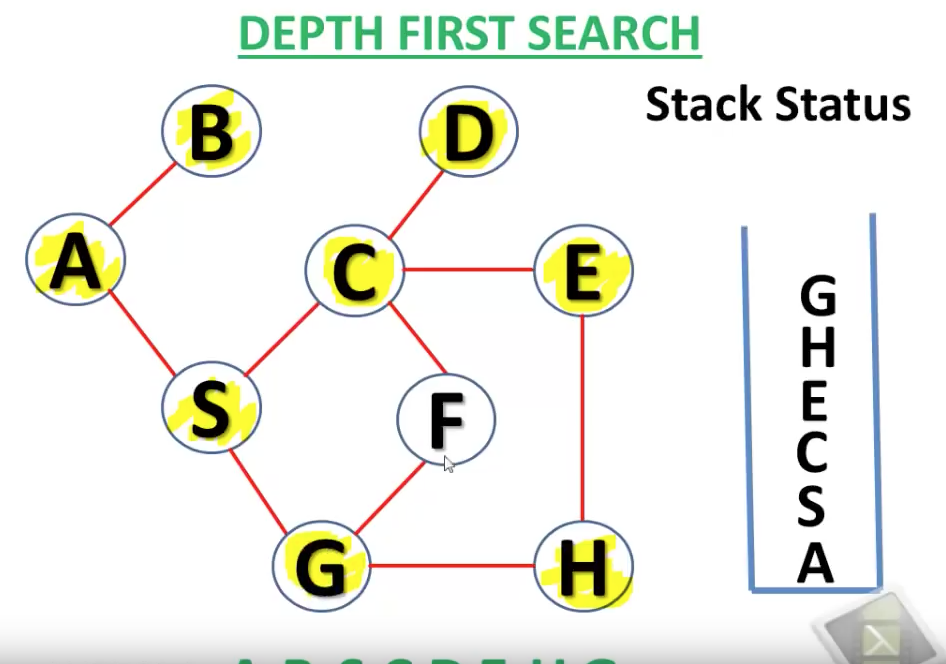 DEPTH FIRST SEARCH
Stack Status
B
D
A
C
E
S
F
G
H
G
H
E
C
S
A
A B S C D E H G